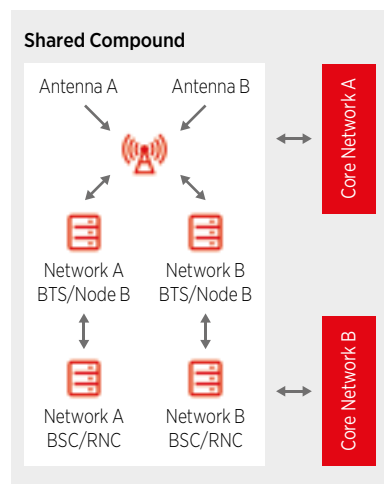 Shared Compound
Antenna A
Antenna B
Core Network A
Network A
BTS/Node B
Network B
BTS/Node B
Network A
BSC/RNC
Network B
BSC/RNC
Core Network B